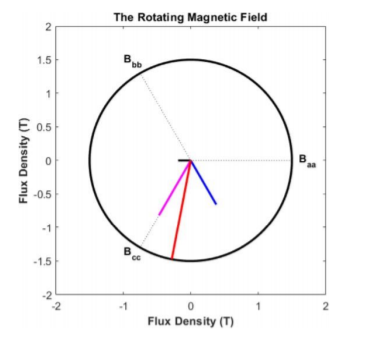 The Rotating Magnetic Field
2
1.5
B_bb
1
0.5
0
B_aa
-0.5
-1
B_cc
-1.5
-2
-2 -1 0 1 2
Flux Density (T)
Flux Density (T)